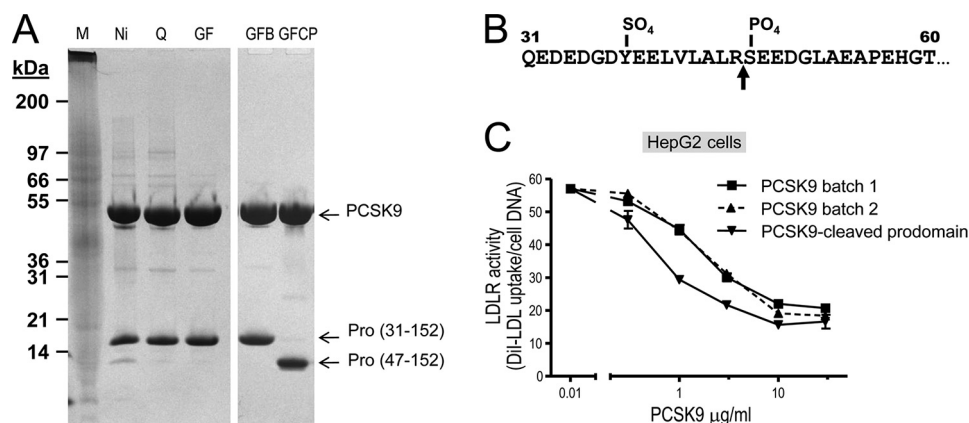 A
M Ni Q GF GFB GFCP
kDa
200
97
66
55
36
31
21
14
PCSK9
Pro (31-152)
Pro (47-152)
B
SO4 PO4
31 60
QEDEDGDYEELVLALRSEEDGLAEAPEHGT...
C
HepG2 cells
PCSK9 batch 1
PCSK9 batch 2
PCSK9-cleaved prodomain
LDLR activity
(DiI-LDL uptake/cell DNA)
60
50
40
30
20
10
0
0.01 1 10
PCSK9 µg/ml